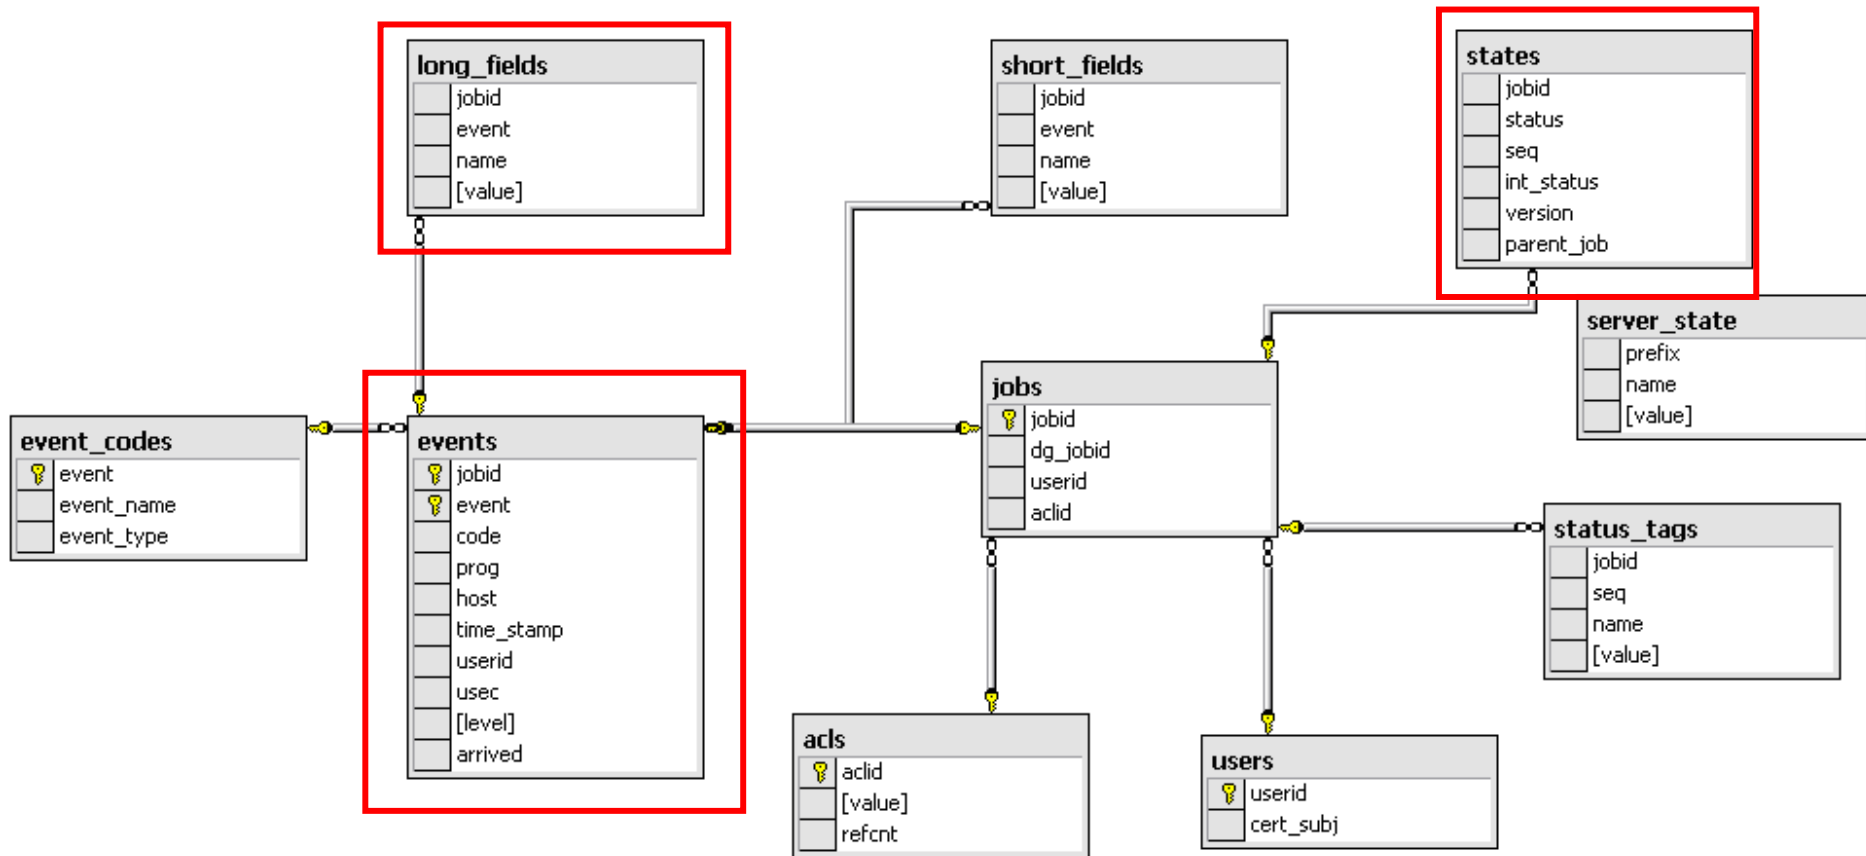 long_fields
jobid
event
name
[value]
short_fields
jobid
event
name
[value]
states
jobid
status
seq
int_status
version
parent_job
server_state
prefix
name
[value]
event_codes
event
event_name
event_type
events
jobid
event
code
prog
host
time_stamp
userid
usec
[level]
arrived
jobs
jobid
dg_jobid
userid
aclid
status_tags
jobid
seq
name
[value]
acls
aclid
[value]
refcnt
users
userid
cert_subj